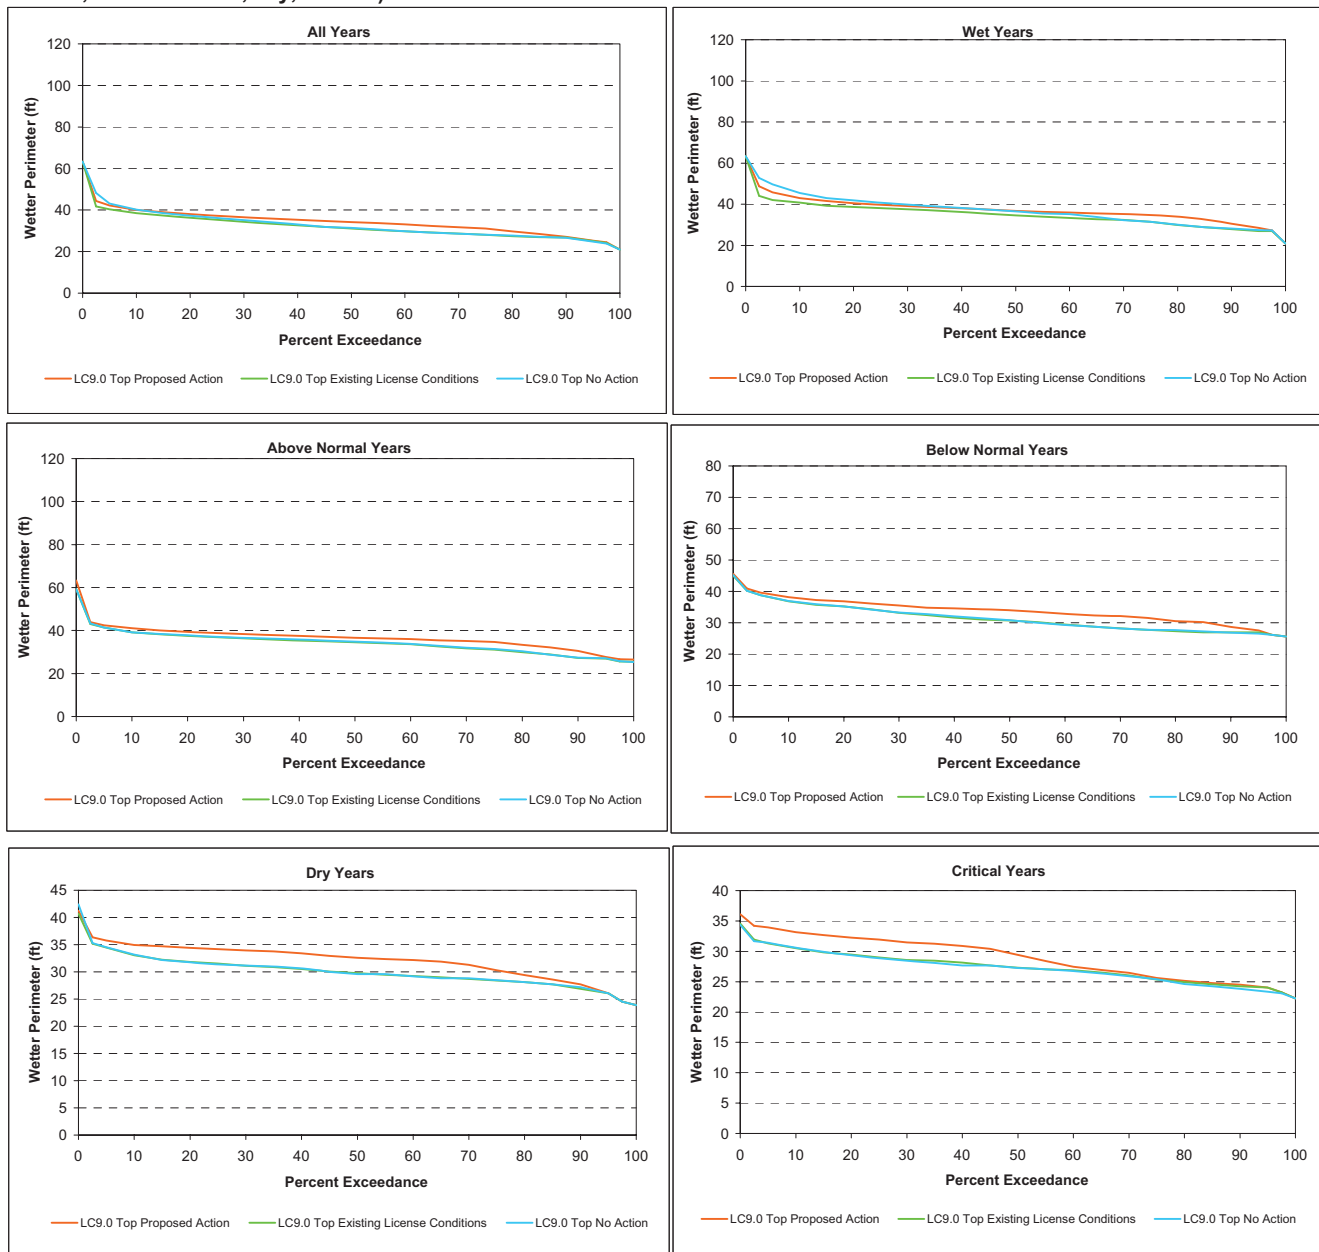 All Years
Wetter Perimeter (ft)
120
100
80
60
40
20
0
0 10 20 30 40 50 60 70 80 90 100
Percent Exceedance
LC9.0 Top Proposed Action LC9.0 Top Existing License Conditions LC9.0 Top No Action
Wet Years
Wetter Perimeter (ft)
120
100
80
60
40
20
0
0 10 20 30 40 50 60 70 80 90 100
Percent Exceedance
LC9.0 Top Proposed Action LC9.0 Top Existing License Conditions LC9.0 Top No Action
Above Normal Years
Wetter Perimeter (ft)
120
100
80
60
40
20
0
0 10 20 30 40 50 60 70 80 90 100
Percent Exceedance
LC9.0 Top Proposed Action LC9.0 Top Existing License Conditions LC9.0 Top No Action
Below Normal Years
Wetter Perimeter (ft)
80
70
60
50
40
30
20
10
0
0 10 20 30 40 50 60 70 80 90 100
Percent Exceedance
LC9.0 Top Proposed Action LC9.0 Top Existing License Conditions LC9.0 Top No Action
Dry Years
Wetter Perimeter (ft)
45
40
35
30
25
20
15
10
5
0
0 10 20 30 40 50 60 70 80 90 100
Percent Exceedance
LC9.0 Top Proposed Action LC9.0 Top Existing License Conditions LC9.0 Top No Action
Critical Years
Wetter Perimeter (ft)
40
35
30
25
20
15
10
5
0
0 10 20 30 40 50 60 70 80 90 100
Percent Exceedance
LC9.0 Top Proposed Action LC9.0 Top Existing License Conditions LC9.0 Top No Action